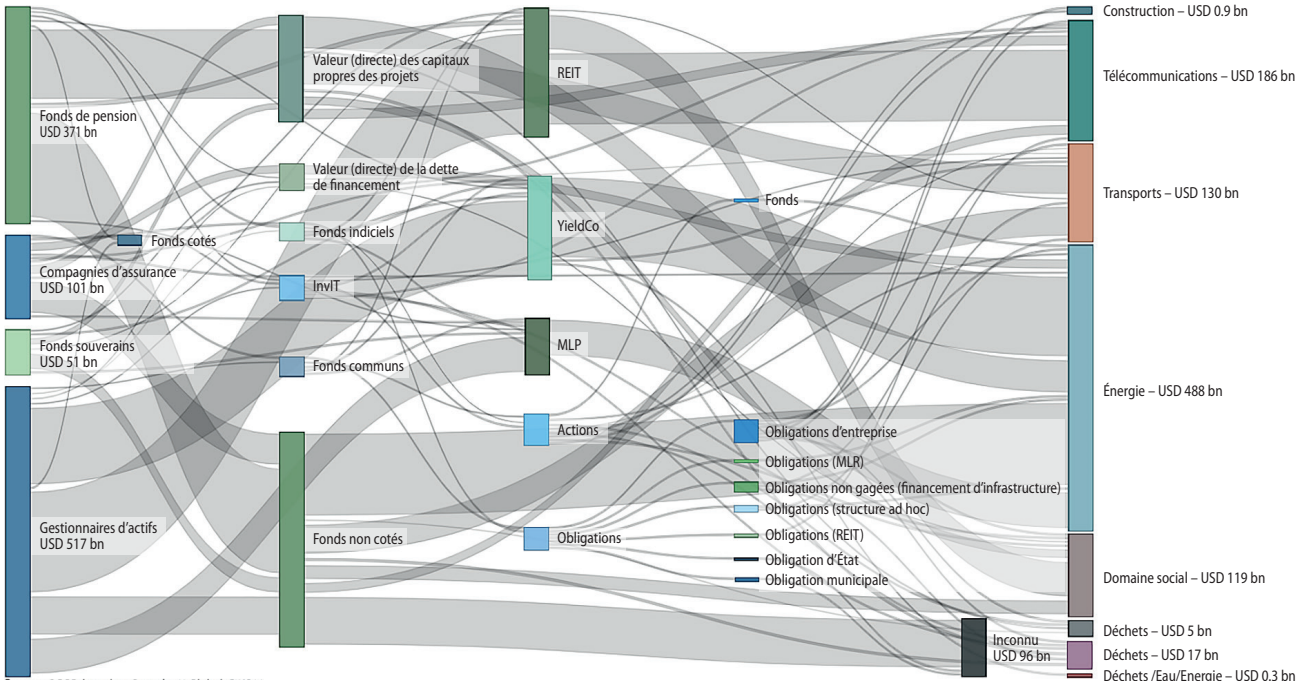 Fonds de pension
USD 371 bn
Compagnies d'assurance
USD 101 bn
Fonds souverains
USD 51 bn
Gestionnaires d'actifs
USD 517 bn
Fonds cotés
Valeur (directe) des capitaux
propres des projets
Valeur (directe) de la dette
de financement
Fonds indiciels
InvIT
Fonds communs
Fonds non cotés
REIT
YieldCo
MLP
Actions
Obligations
Fonds
Obligations d'entreprise
Obligations (MLR)
Obligations non gagées (financement d'infrastructure)
Obligations (structure ad hoc)
Obligations (REIT)
Obligation d'État
Obligation municipale
Inconnu
USD 96 bn
Construction – USD 0.9 bn
Télécommunications – USD 186 bn
Transports – USD 130 bn
Énergie – USD 488 bn
Domaine social – USD 119 bn
Déchets – USD 5 bn
Déchets – USD 17 bn
Déchets /Eau/Energie – USD 0.3 bn